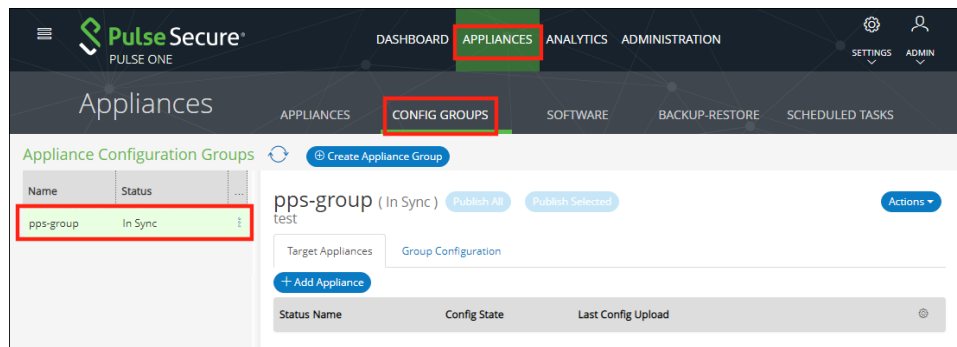 Pulse Secure®
PULSE ONE
DASHBOARD APPLIANCES ANALYTICS ADMINISTRATION
SETTINGS ADMIN
Appliances
APPLIANCES CONFIG GROUPS SOFTWARE BACKUP-RESTORE SCHEDULED TASKS
Appliance Configuration Groups
Create Appliance Group
Name Status ...
pps-group In Sync
pps-group ( In Sync ) Publish All Publish Selected Actions
test
Target Appliances Group Configuration
+ Add Appliance
Status Name Config State Last Config Upload